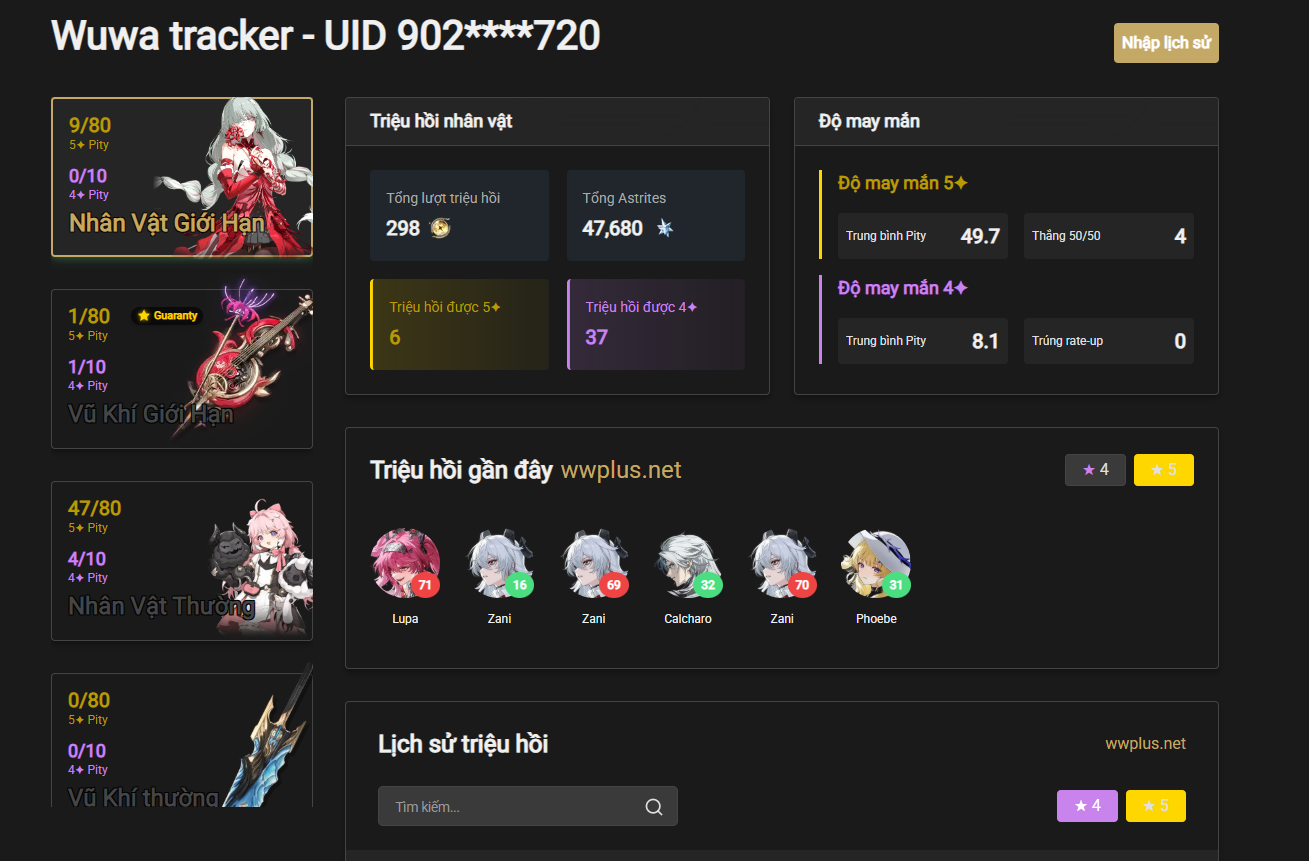 Wuwa tracker - UID 902****720
Nhập lịch sử
9/80
5✦ Pity
0/10
4✦ Pity
Nhân Vật Giới Hạn
1/80
Guaranty
5✦ Pity
1/10
4✦ Pity
Vũ Khí Giới Hạn
47/80
5✦ Pity
4/10
4✦ Pity
Nhân Vật Thường
0/80
5✦ Pity
0/10
4✦ Pity
Vũ Khí thường
Triệu hồi nhân vật
Tổng lượt triệu hồi
298
Tổng Astrites
47,680
Triệu hồi được 5✦
6
Triệu hồi được 4✦
37
Độ may mắn
Độ may mắn 5✦
Trung bình Pity 49.7
Thắng 50/50 4
Độ may mắn 4✦
Trung bình Pity 8.1
Trúng rate-up 0
Triệu hồi gần đây wwplus.net
★ 4
★ 5
71
16
69
32
70
31
Lupa
Zani
Zani
Calcharo
Zani
Phoebe
Lịch sử triệu hồi
wwplus.net
Tìm kiếm...
★ 4
★ 5